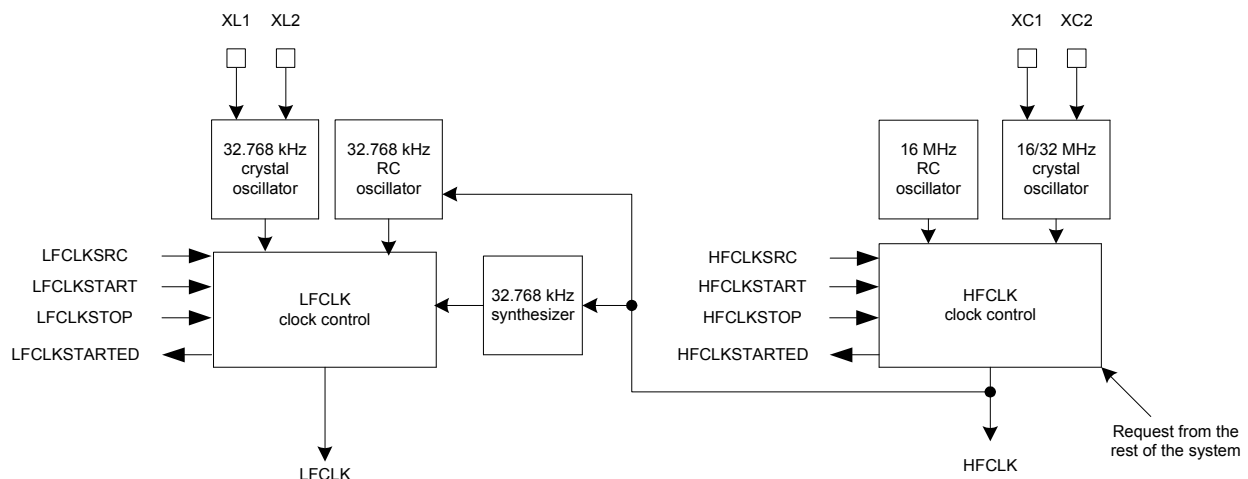 XL1 XL2
XC1 XC2
32.768 kHz
crystal
oscillator
32.768 kHz
RC
oscillator
16 MHz
RC
oscillator
16/32 MHz
crystal
oscillator
LFCLKSRC
LFCLKSTART
LFCLKSTOP
LFCLKSTARTED
LFCLK
clock control
32.768 kHz
synthesizer
HFCLKSRC
HFCLKSTART
HFCLKSTOP
HFCLKSTARTED
HFCLK
clock control
Request from the
rest of the system
LFCLK
HFCLK